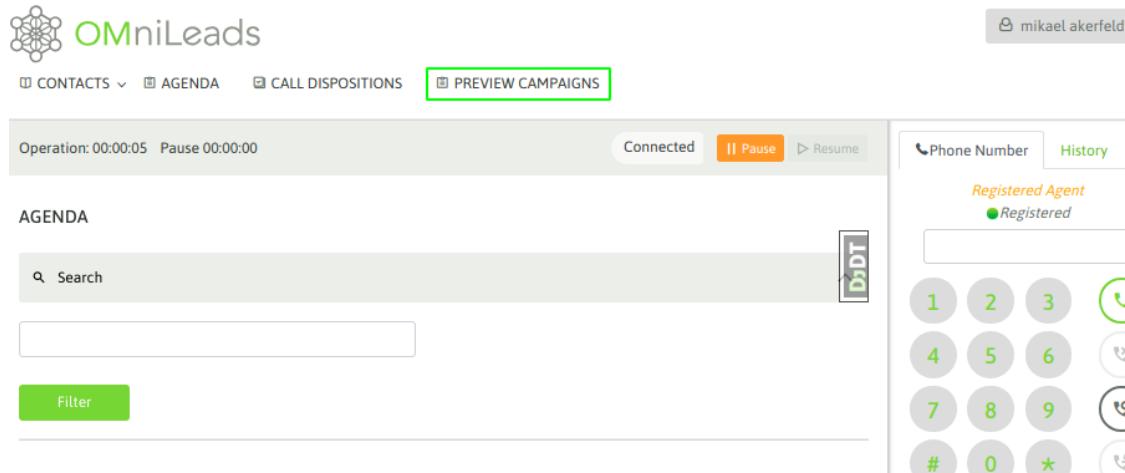 OMniLeads
mikael akerfeld
CONTACTS AGENDA CALL DISPOSITIONS PREVIEW CAMPAIGNS
Operation: 00:00:05 Pause 00:00:00 Connected Pause Resume
Phone Number History
Registered Agent
Registered
AGENDA
DJDT
Search
Filter
1 2 3
4 5 6
7 8 9
# 0 *